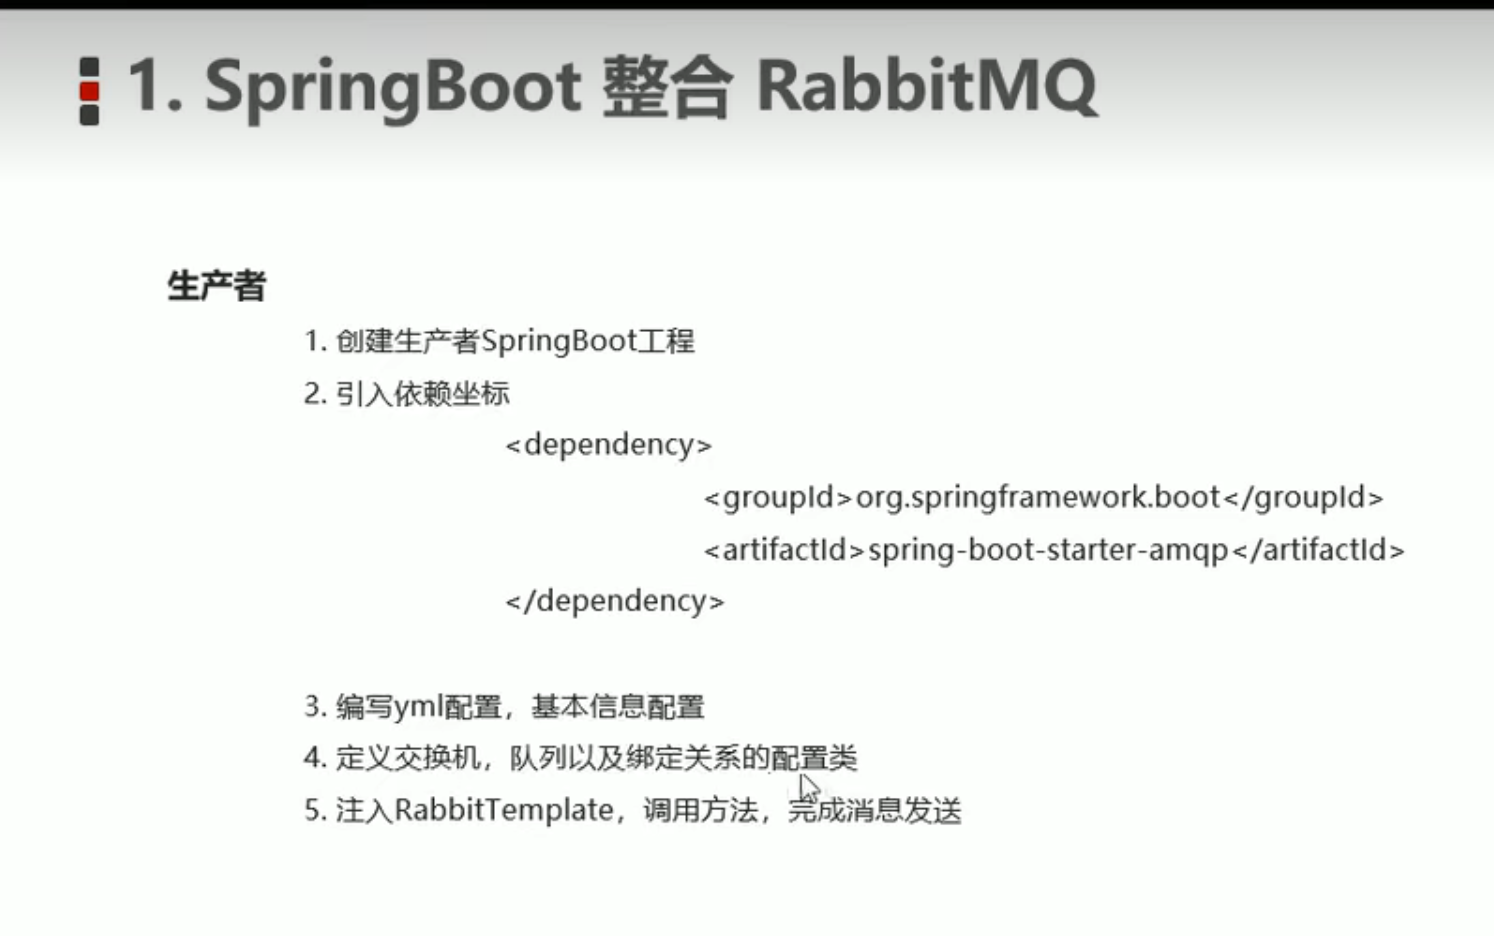 1. SpringBoot 整合 RabbitMQ
生产者
1. 创建生产者SpringBoot工程
2. 引入依赖坐标
<dependency>
<groupId>org.springframework.boot</groupId>
<artifactId>spring-boot-starter-amqp</artifactId>
</dependency>
3. 编写yml配置，基本信息配置
4. 定义交换机，队列以及绑定关系的配置类
5. 注入RabbitTemplate，调用方法，完成消息发送